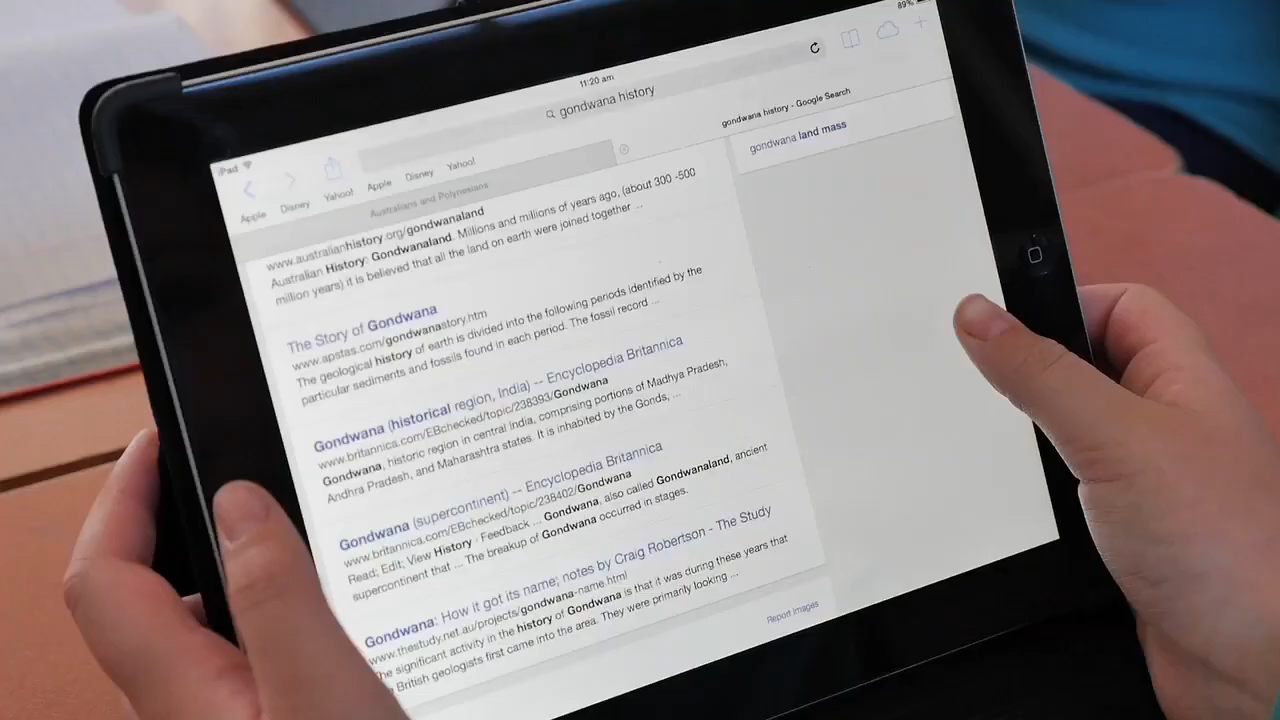 iPad
11:20 am
89%
gondwana history
Apple Disney Yahoo! Apple Disney Yahoo!
Australians and Polynesians
gondwana history - Google Search
gondwana land mass
www.australianhistory.org/gondwanaland
Australian History: Gondwanaland. Millions and millions of years ago, (about 300 -500
million years) it is believed that all the land on earth were joined together ...
The Story of Gondwana
www.apstas.com/gondwanastory.htm
The geological history of earth is divided into the following periods identified by the
particular sediments and fossils found in each period. The fossil record ...
Gondwana (historical region, India) -- Encyclopedia Britannica
www.britannica.com/EBchecked/topic/238393/Gondwana
Gondwana, historic region in central India, comprising portions of Madhya Pradesh,
Andhra Pradesh, and Maharashtra states. It is inhabited by the Gonds, ...
Gondwana (supercontinent) -- Encyclopedia Britannica
www.britannica.com/EBchecked/topic/238402/Gondwana
Read; Edit; View History · Feedback ... Gondwana, also called Gondwanaland, ancient
supercontinent that ... The breakup of Gondwana occurred in stages.
Gondwana: How it got its name; notes by Craig Robertson - The Study
www.thestudy.net.au/projects/gondwana-name.html
The significant activity in the history of Gondwana is that it was during these years that
British geologists first came into the area. They were primarily looking ...
Report images